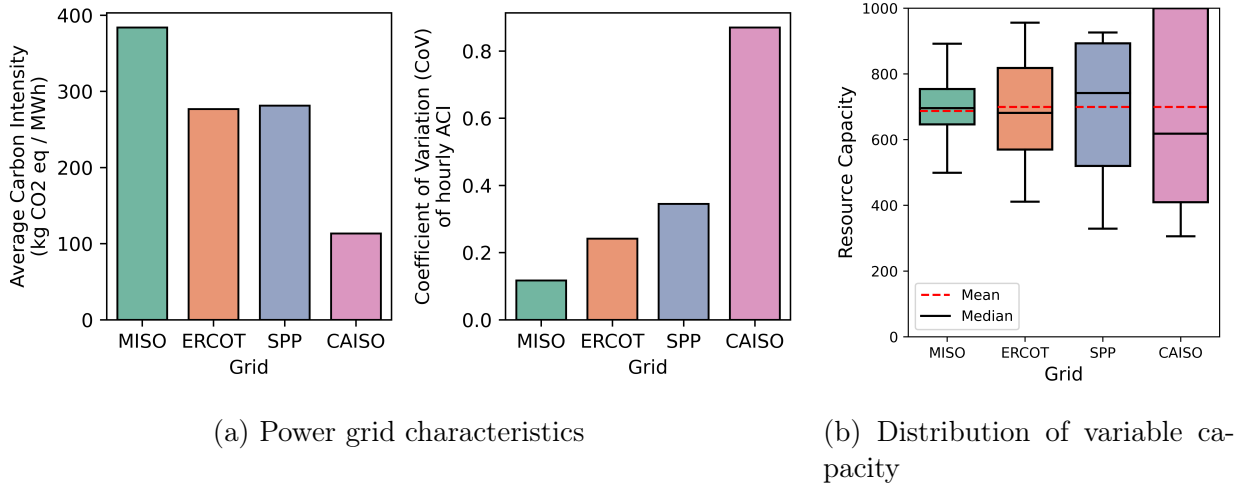 Average Carbon Intensity
(kg CO2 eq / MWh)
400
300
200
100
0
MISO ERCOT SPP CAISO
Grid
Coefficient of Variation (CoV)
of hourly ACI
0.8
0.6
0.4
0.2
0.0
MISO ERCOT SPP CAISO
Grid
Resource Capacity
1000
800
600
400
200
0
Mean
Median
MISO ERCOT SPP CAISO
Grid
(a) Power grid characteristics
(b) Distribution of variable ca-
pacity